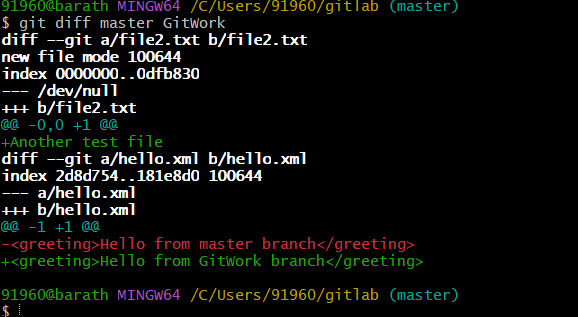 91960@barath MINGW64 /C/Users/91960/gitlab (master)
$ git diff master GitWork
diff --git a/file2.txt b/file2.txt
new file mode 100644
index 0000000..0dfb830
--- /dev/null
+++ b/file2.txt
@@ -0,0 +1 @@
+Another test file
diff --git a/hello.xml b/hello.xml
index 2d8d754..181e8d0 100644
--- a/hello.xml
+++ b/hello.xml
@@ -1 +1 @@
-<greeting>Hello from master branch</greeting>
+<greeting>Hello from GitWork branch</greeting>
91960@barath MINGW64 /C/Users/91960/gitlab (master)
$